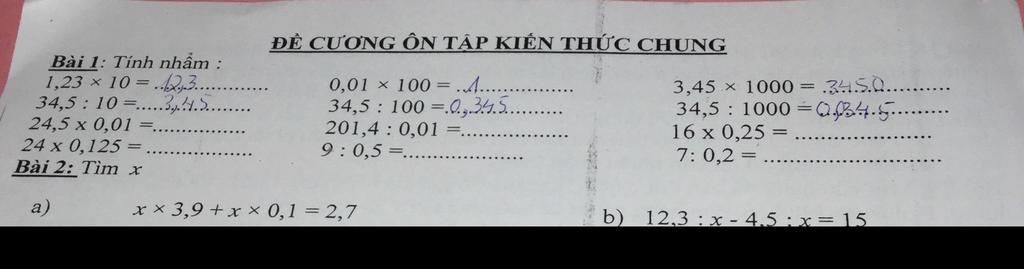 ĐỀ CƯƠNG ÔN TẬP KIẾN THỨC CHUNG
Bài 1: Tính nhẩm :
1,23 × 10 = ..12,3............ 0,01 × 100 = ..1................ 3,45 × 1000 = .3450..............
34,5 : 10 =....3,45....... 34,5 : 100 =.0,345........... 34,5 : 1000 = 0,0345............
24,5 x 0,01 =............... 201,4 : 0,01 =................. 16 x 0,25 = .....................
24 x 0,125 = ................. 9 : 0,5 =................... 7: 0,2 = ............................
Bài 2: Tìm x
a) x × 3,9 + x × 0,1 = 2,7 b) 12,3 : x - 4,5 : x = 15